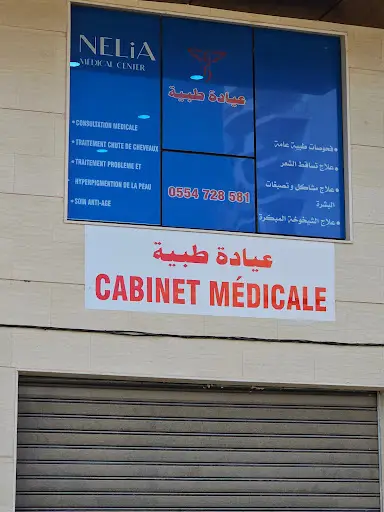 NELiA
MEDICAL CENTER
• CONSULTATION MEDICALE
• TRAITEMENT CHUTE DE CHEVEUX
• TRAITEMENT PROBLEME ET
HYPERPIGMENTION DE LA PEAU
• SOIN ANTI-AGE
عيادة طبية
0554 728 581
• فحوصات طبية عامة
• علاج تساقط الشعر
• علاج مشاكل و تصبغات
البشرة
• علاج الشيخوخة المبكرة
عيادة طبية
CABINET MÉDICALE